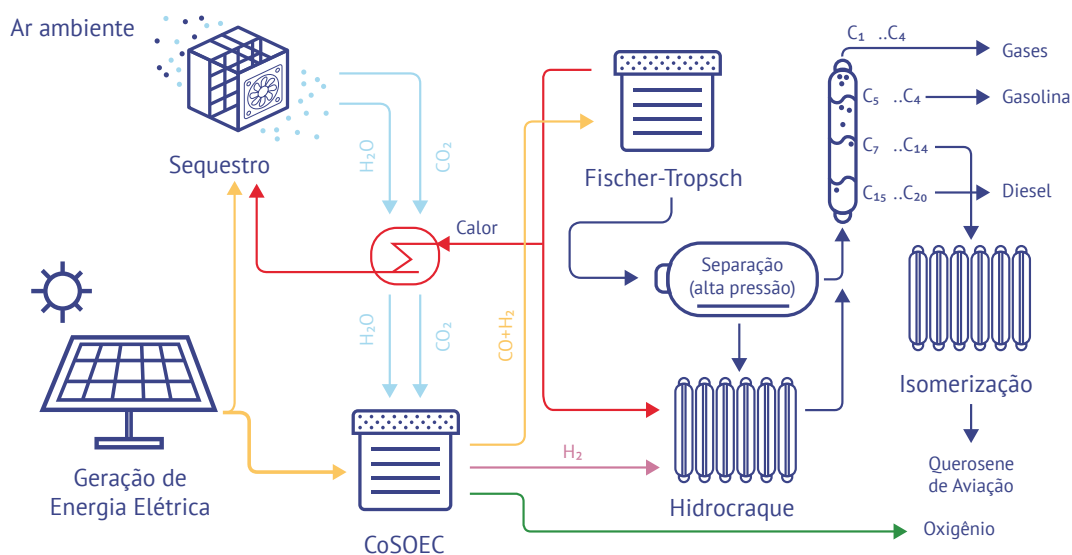 Ar ambiente
Sequestro
H₂O
CO₂
Calor
H₂O
CO₂
CO+H₂
Geração de
Energia Elétrica
CoSOEC
H₂
Fischer-Tropsch
Separação
(alta pressão)
Hidrocraque
C₁ ..C₄
Gases
C₅ ..C₄
Gasolina
C₇ ..C₁₄
C₁₅ ..C₂₀
Diesel
Isomerização
Querosene
de Aviação
Oxigênio